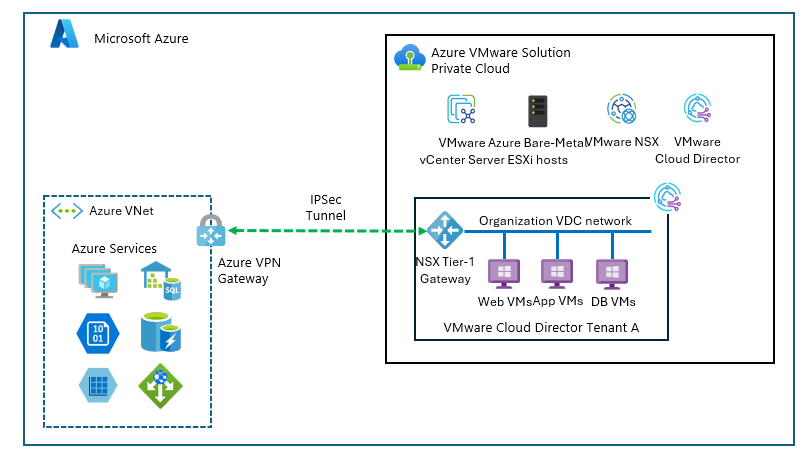 Microsoft Azure
Azure VMware Solution
Private Cloud
VMware
vCenter Server
Azure Bare-Metal
ESXi hosts
VMware NSX
VMware
Cloud Director
Azure VNet
Azure Services
SQL
10
01
IPSec
Tunnel
Azure VPN
Gateway
Organization VDC network
NSX Tier-1
Gateway
Web VMs
App VMs
DB VMs
VMware Cloud Director Tenant A